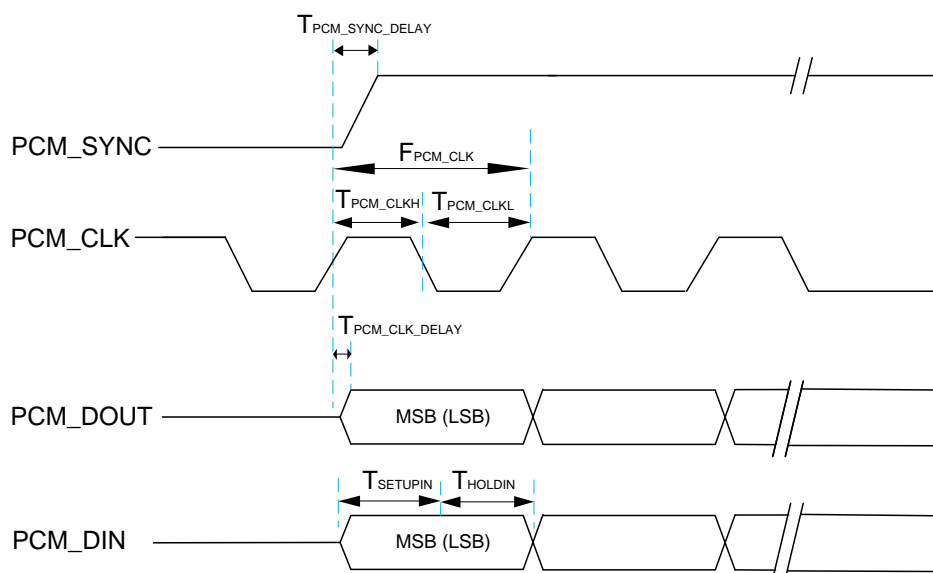 TPCM_SYNC_DELAY
PCM_SYNC
FPCM_CLK
TPCM_CLKH TPCM_CLKL
PCM_CLK
TPCM_CLK_DELAY
PCM_DOUT MSB (LSB)
TSETUPIN THOLDIN
PCM_DIN MSB (LSB)